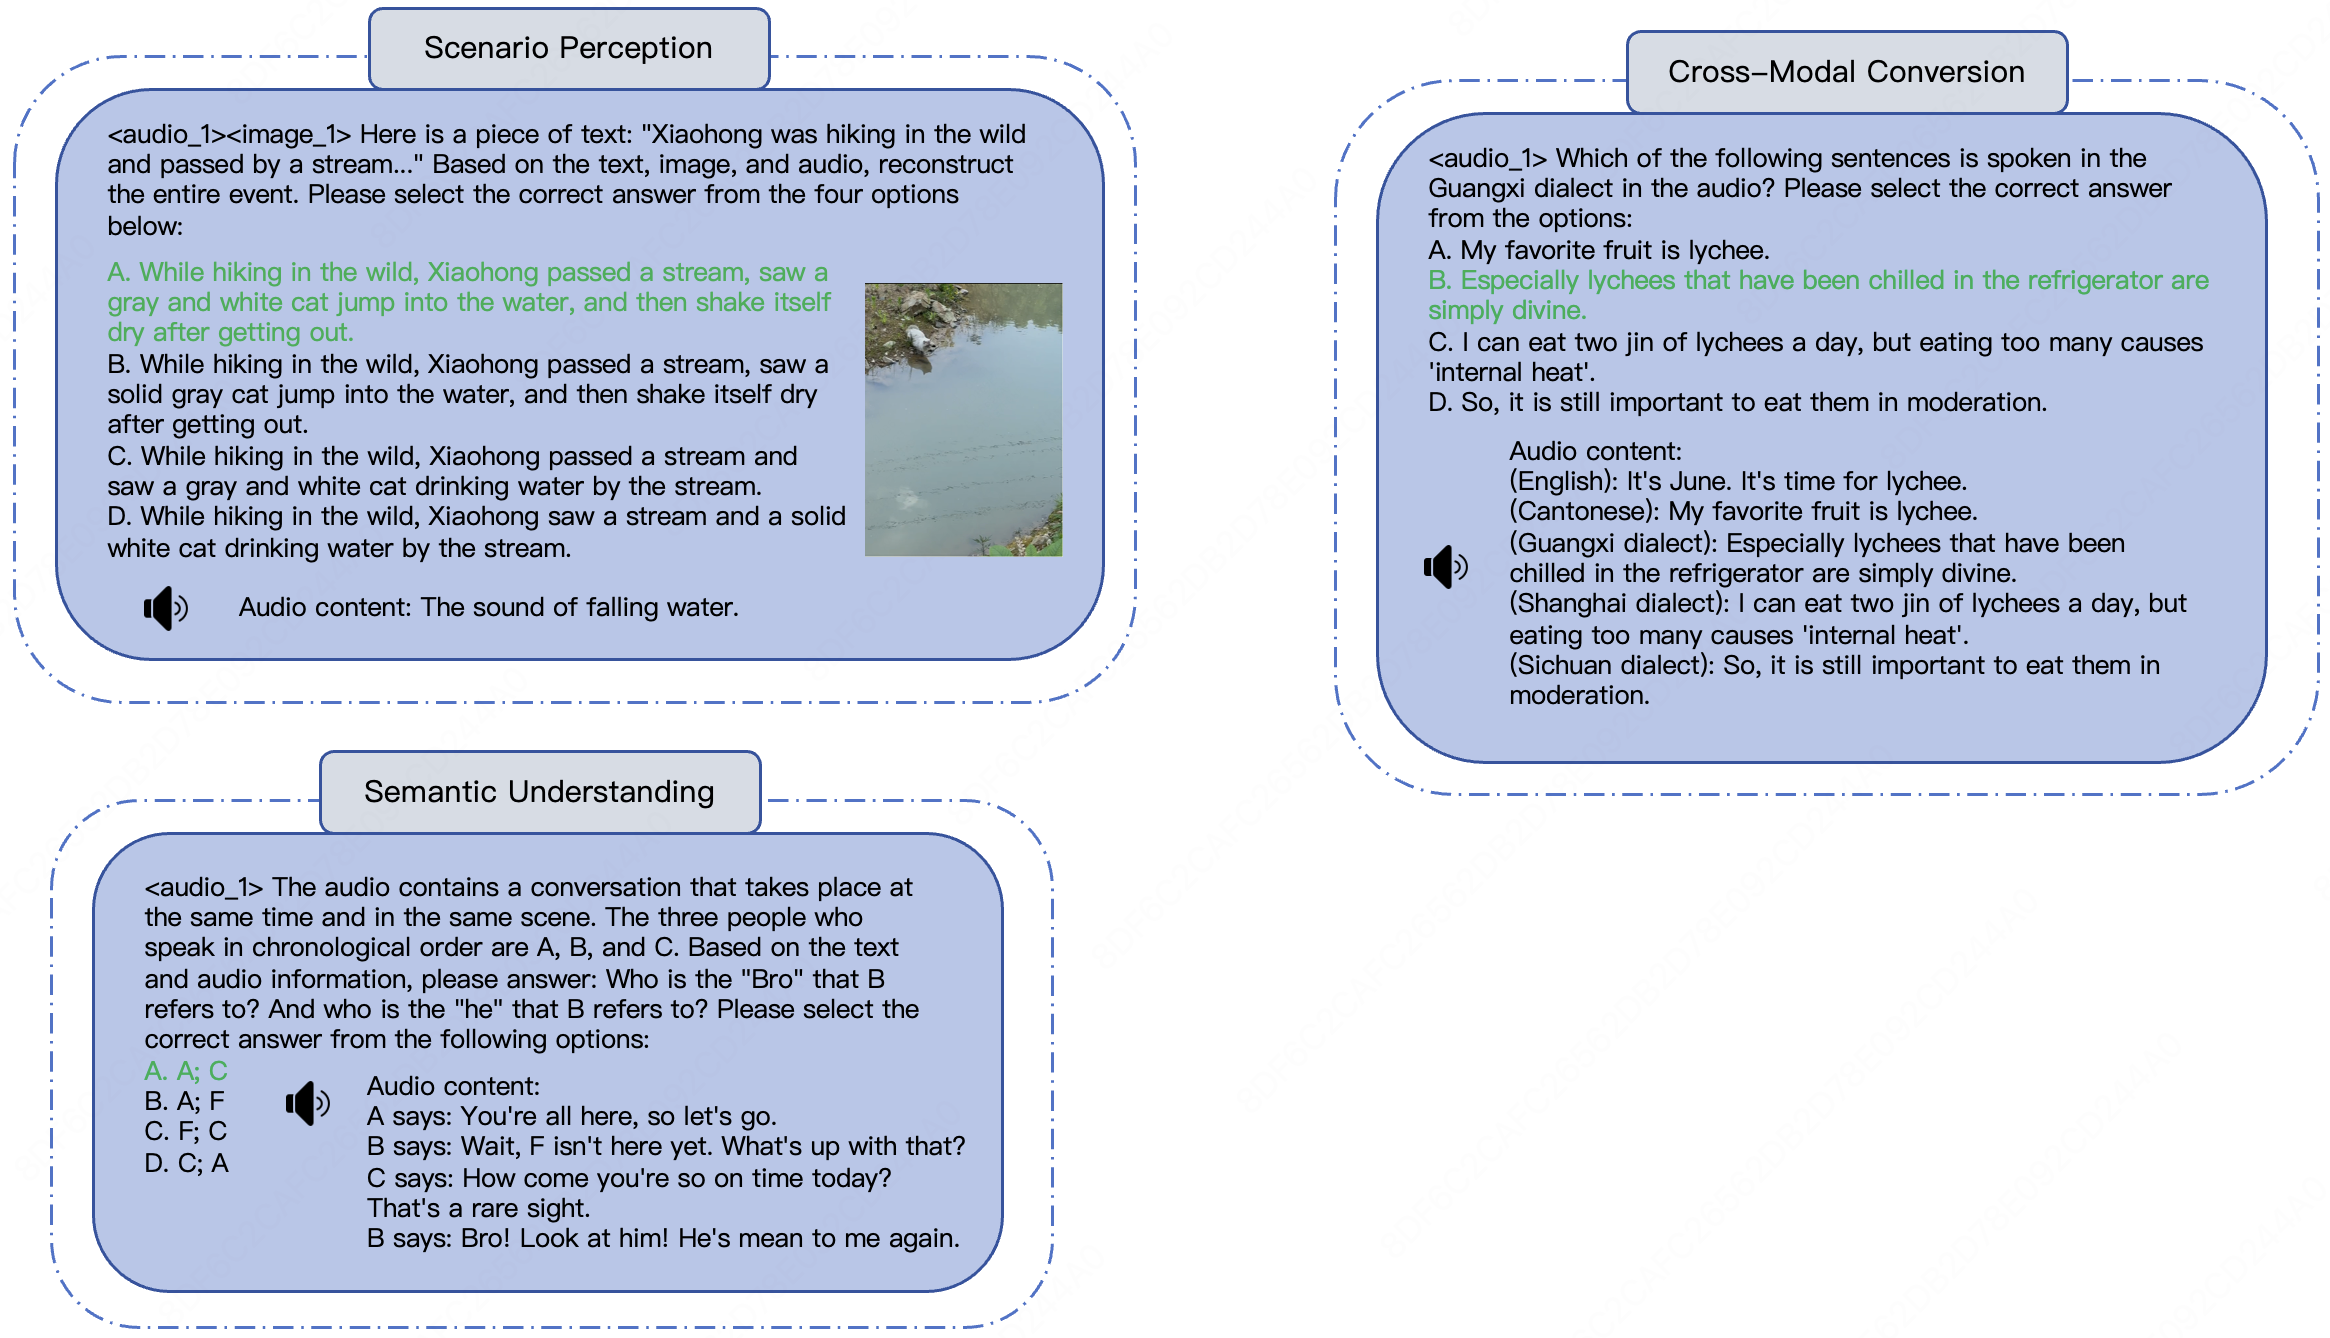 Scenario Perception
<audio_1><image_1> Here is a piece of text: "Xiaohong was hiking in the wild
and passed by a stream..." Based on the text, image, and audio, reconstruct
the entire event. Please select the correct answer from the four options
below:
A. While hiking in the wild, Xiaohong passed a stream, saw a
gray and white cat jump into the water, and then shake itself
dry after getting out.
B. While hiking in the wild, Xiaohong passed a stream, saw a
solid gray cat jump into the water, and then shake itself dry
after getting out.
C. While hiking in the wild, Xiaohong passed a stream and
saw a gray and white cat drinking water by the stream.
D. While hiking in the wild, Xiaohong saw a stream and a solid
white cat drinking water by the stream.
Audio content: The sound of falling water.
Cross-Modal Conversion
<audio_1> Which of the following sentences is spoken in the
Guangxi dialect in the audio? Please select the correct answer
from the options:
A. My favorite fruit is lychee.
B. Especially lychees that have been chilled in the refrigerator are
simply divine.
C. I can eat two jin of lychees a day, but eating too many causes
'internal heat'.
D. So, it is still important to eat them in moderation.
Audio content:
(English): It's June. It's time for lychee.
(Cantonese): My favorite fruit is lychee.
(Guangxi dialect): Especially lychees that have been
chilled in the refrigerator are simply divine.
(Shanghai dialect): I can eat two jin of lychees a day, but
eating too many causes 'internal heat'.
(Sichuan dialect): So, it is still important to eat them in
moderation.
Semantic Understanding
<audio_1> The audio contains a conversation that takes place at
the same time and in the same scene. The three people who
speak in chronological order are A, B, and C. Based on the text
and audio information, please answer: Who is the "Bro" that B
refers to? And who is the "he" that B refers to? Please select the
correct answer from the following options:
A. A; C
B. A; F
C. F; C
D. C; A
Audio content:
A says: You're all here, so let's go.
B says: Wait, F isn't here yet. What's up with that?
C says: How come you're so on time today?
That's a rare sight.
B says: Bro! Look at him! He's mean to me again.